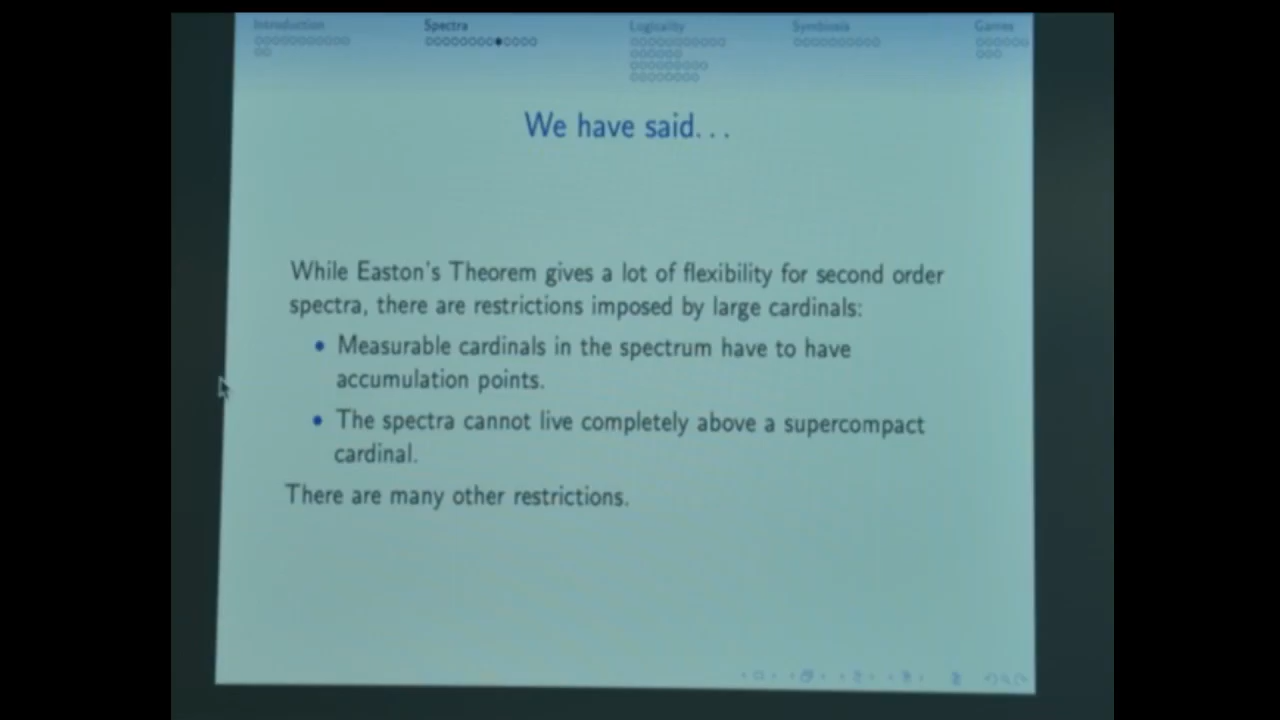 Introduction
Spectra
Logicality
Symbiosis
Games
We have said...
While Easton's Theorem gives a lot of flexibility for second order
spectra, there are restrictions imposed by large cardinals:
• Measurable cardinals in the spectrum have to have
accumulation points.
• The spectra cannot live completely above a supercompact
cardinal.
There are many other restrictions.